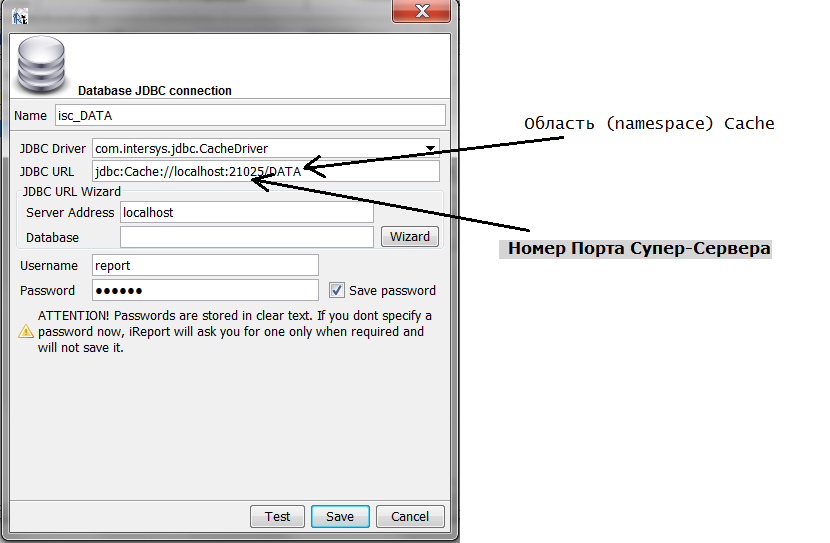 Database JDBC connection
Name isc_DATA
Область (namespace) Cache
JDBC Driver com.intersys.jdbc.CacheDriver
JDBC URL jdbc:Cache://localhost:21025/DATA
JDBC URL Wizard
Server Address localhost
Database Wizard
Номер Порта Супер-Сервера
Username report
Password ●●●●●● Save password
ATTENTION! Passwords are stored in clear text. If you dont specify a
password now, iReport will ask you for one only when required and
will not save it.
Test Save Cancel